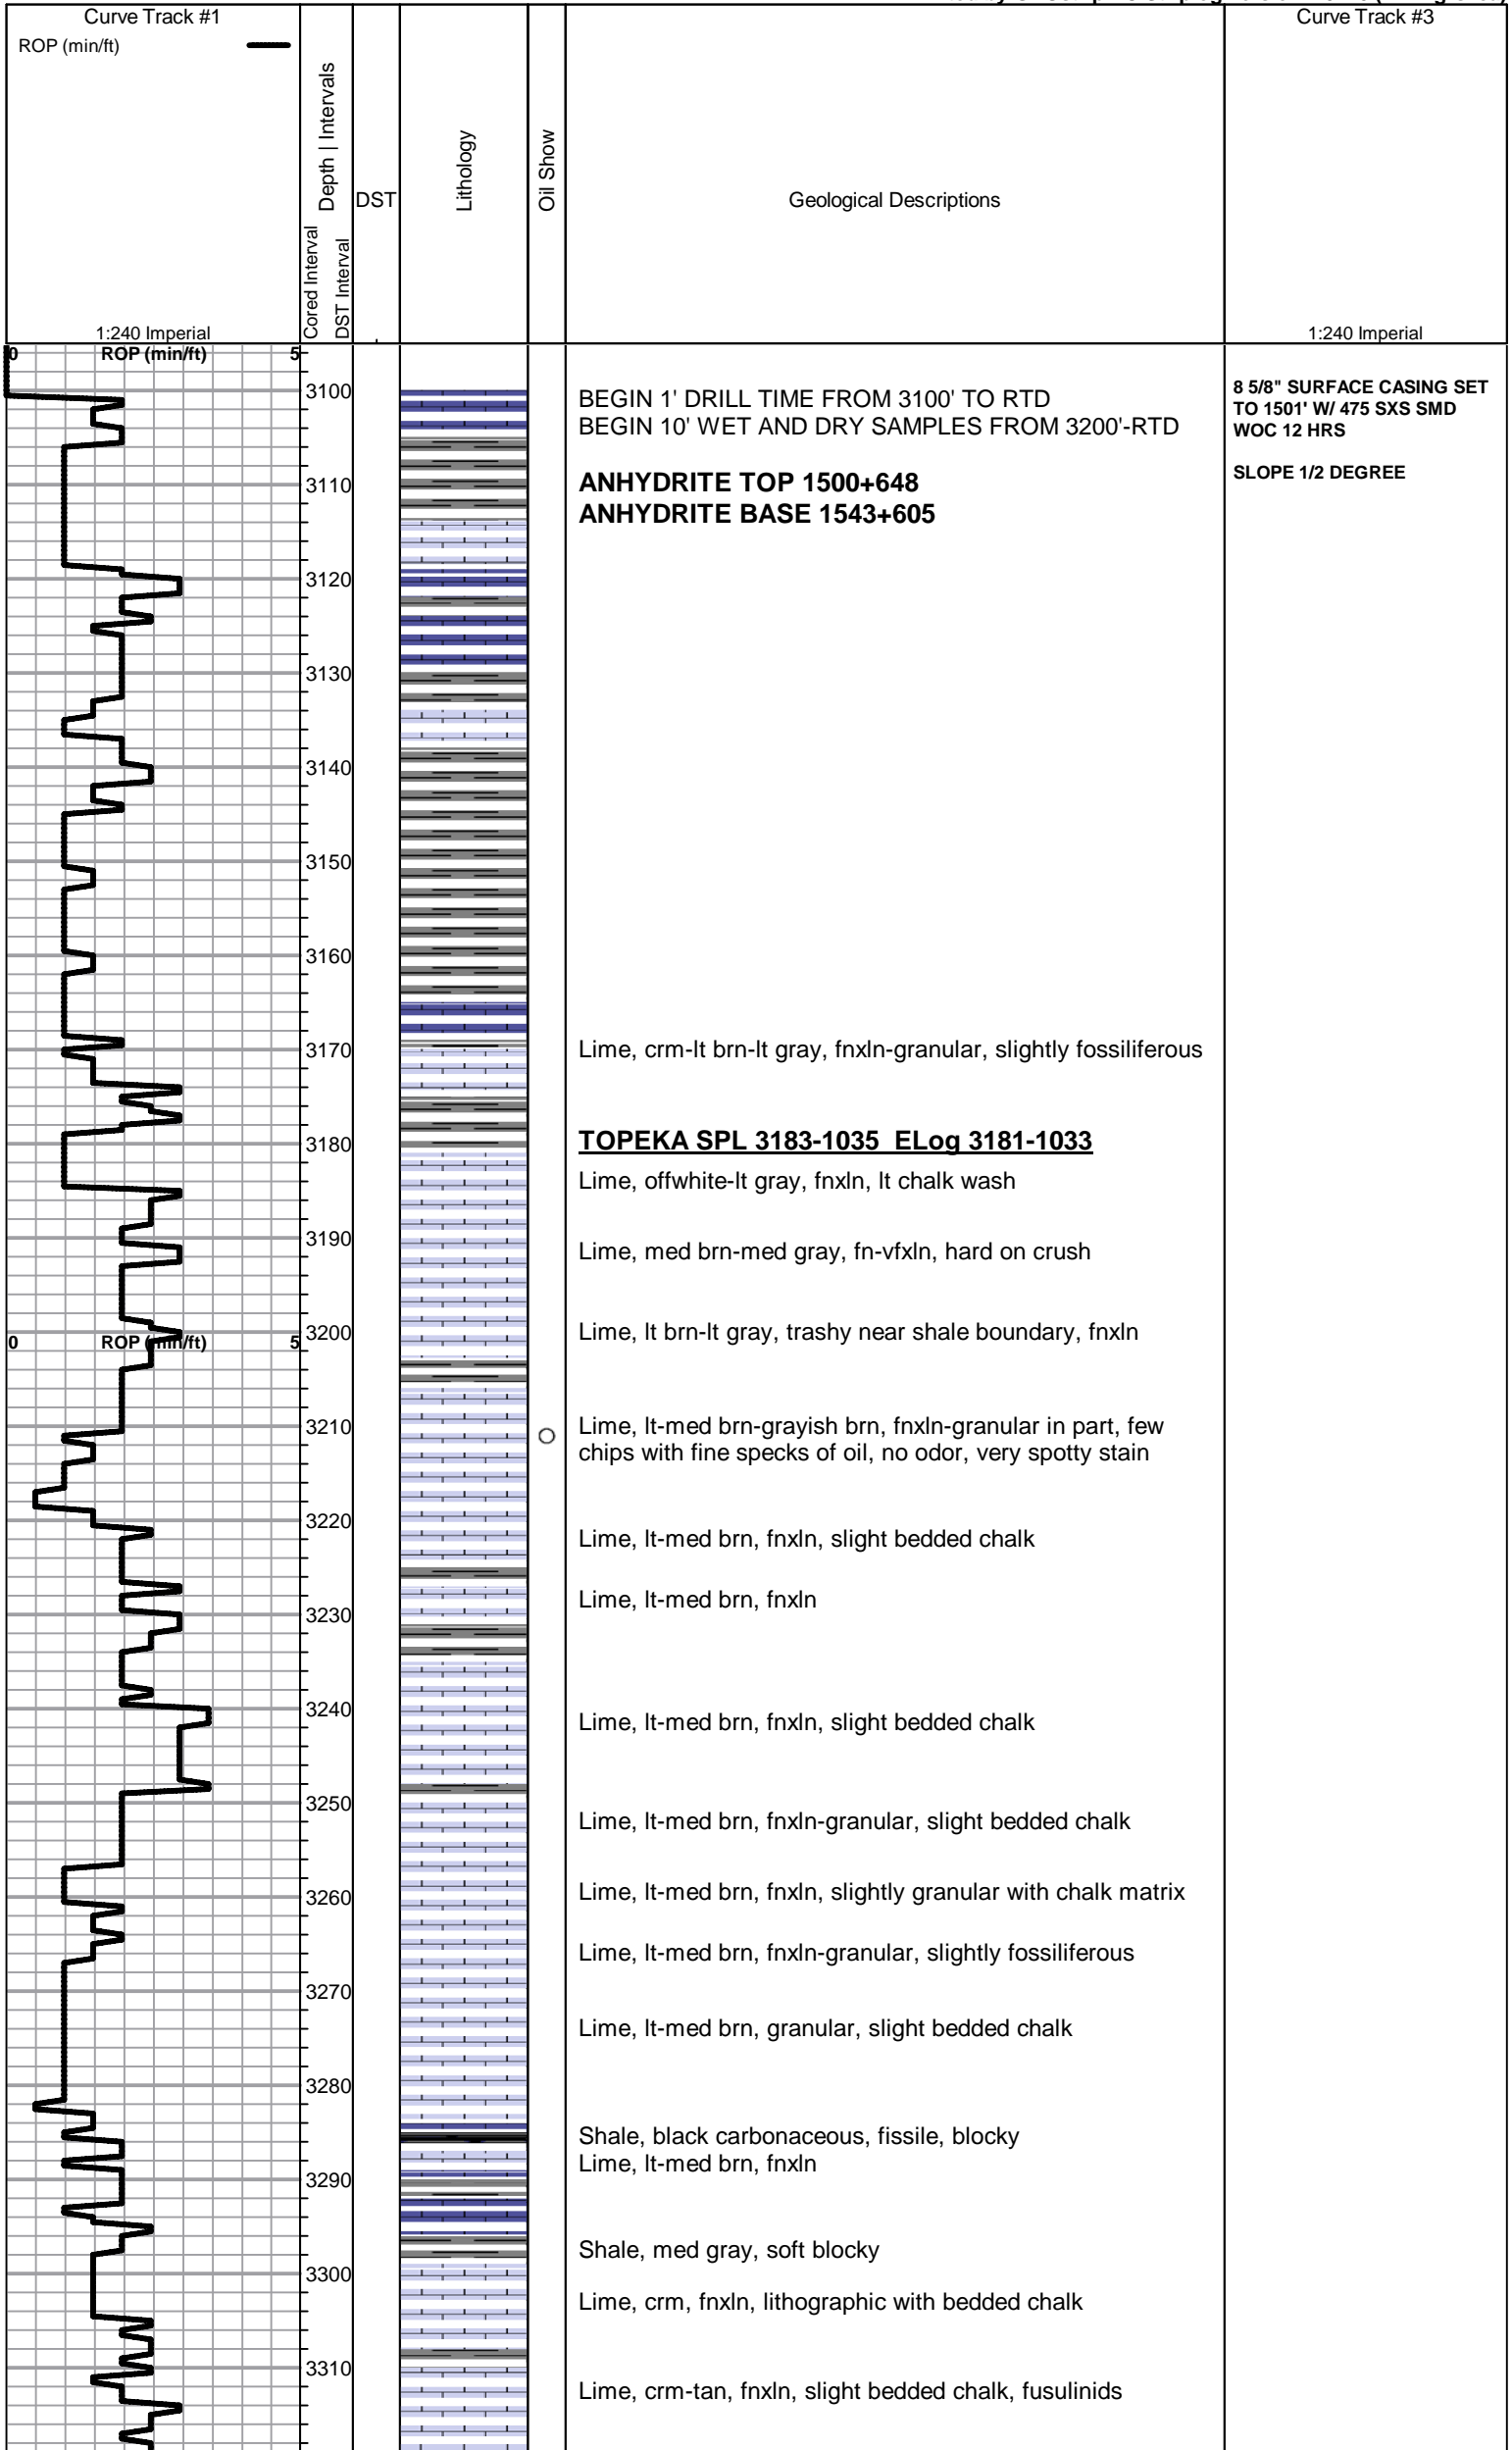 Curve Track #1
ROP (min/ft)
1:240 Imperial
Depth | Intervals
Cored Interval
DST Interval
DST
Lithology
Oil Show
Geological Descriptions
Curve Track #3
1:240 Imperial
0 ROP (min/ft) 5
3100
BEGIN 1' DRILL TIME FROM 3100' TO RTD
BEGIN 10' WET AND DRY SAMPLES FROM 3200'-RTD
8 5/8" SURFACE CASING SET
TO 1501' W/ 475 SXS SMD
WOC 12 HRS
SLOPE 1/2 DEGREE
3110
ANHYDRITE TOP 1500+648
ANHYDRITE BASE 1543+605
3120
3130
3140
3150
3160
3170
Lime, crm-lt brn-lt gray, fnxln-granular, slightly fossiliferous
3180
TOPEKA SPL 3183-1035 ELog 3181-1033
Lime, offwhite-lt gray, fnxln, lt chalk wash
3190
Lime, med brn-med gray, fn-vfxln, hard on crush
3200
0 ROP (min/ft) 5
Lime, lt brn-lt gray, trashy near shale boundary, fnxln
3210
Lime, lt-med brn-grayish brn, fnxln-granular in part, few
chips with fine specks of oil, no odor, very spotty stain
3220
Lime, lt-med brn, fnxln, slight bedded chalk
Lime, lt-med brn, fnxln
3230
3240
Lime, lt-med brn, fnxln, slight bedded chalk
3250
Lime, lt-med brn, fnxln-granular, slight bedded chalk
3260
Lime, lt-med brn, fnxln, slightly granular with chalk matrix
Lime, lt-med brn, fnxln-granular, slightly fossiliferous
3270
Lime, lt-med brn, granular, slight bedded chalk
3280
Shale, black carbonaceous, fissile, blocky
Lime, lt-med brn, fnxln
3290
Shale, med gray, soft blocky
3300
Lime, crm, fnxln, lithographic with bedded chalk
3310
Lime, crm-tan, fnxln, slight bedded chalk, fusulinids